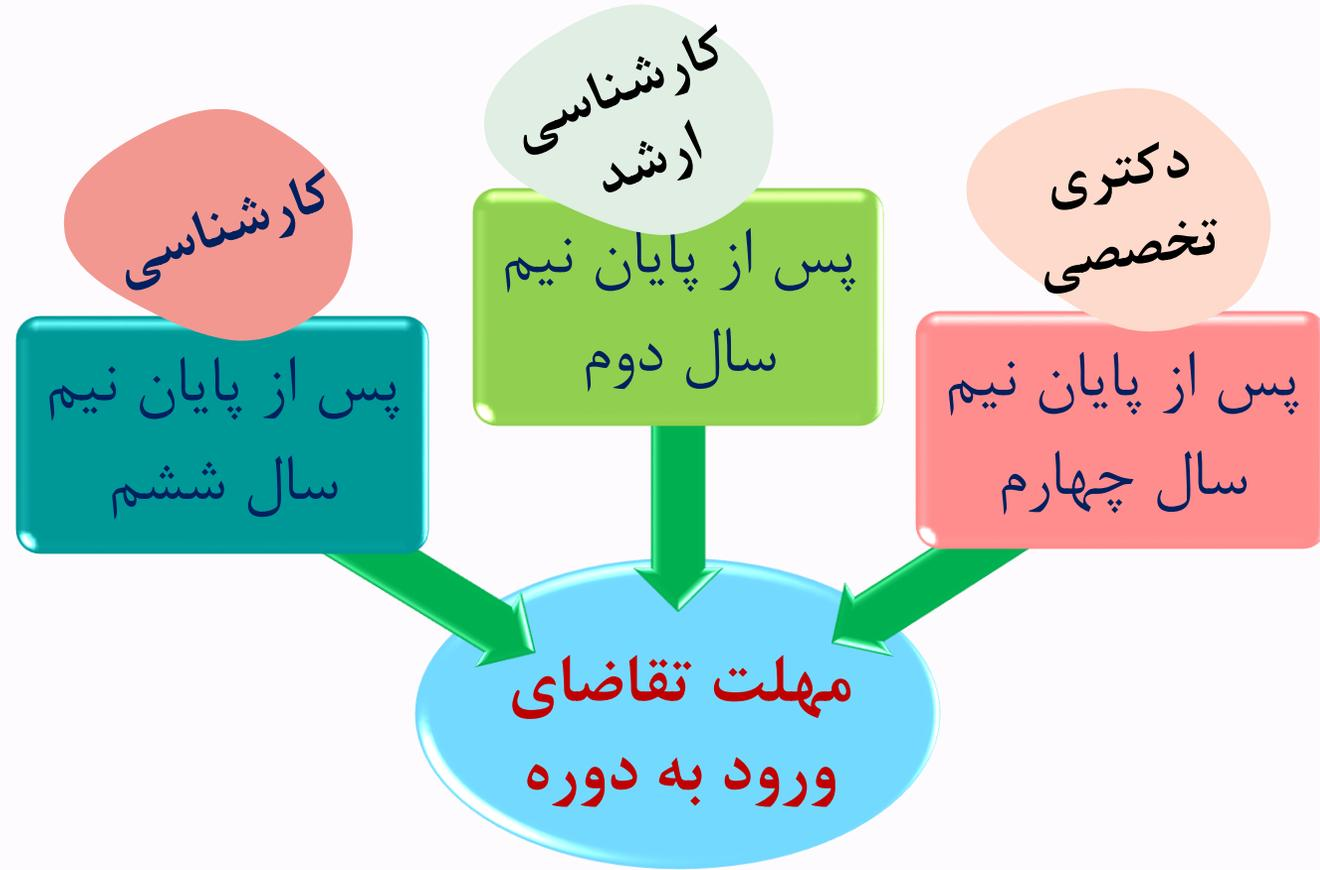 دکتری
تخصصی
پس از پایان نیم
سال چهارم
کارشناسی
ارشد
پس از پایان نیم
سال دوم
کارشناسی
پس از پایان نیم
سال ششم
مهلت تقاضای
ورود به دوره